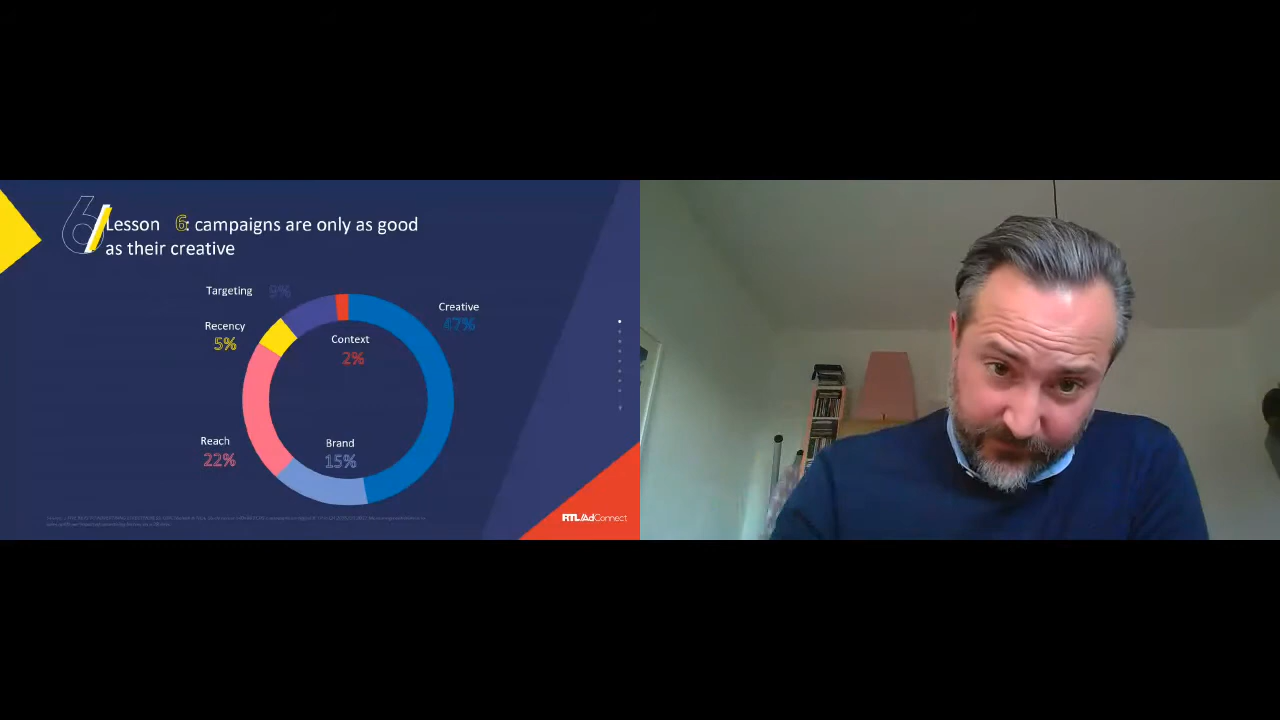 6/
Lesson 6: campaigns are only as good
as their creative
Targeting 9%
Creative
47%
Recency
5%
Context
2%
Reach
22%
Brand
15%
RTL/AdConnect